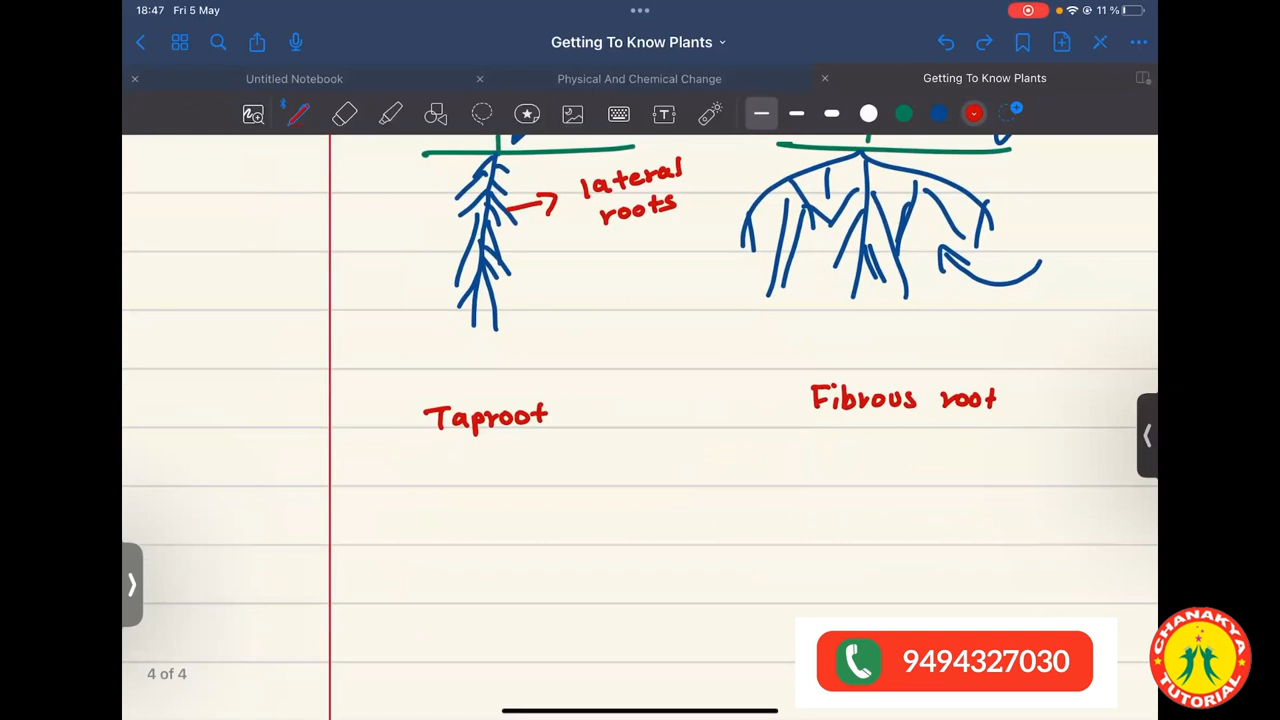 18:47 Fri 5 May
11 %
Getting To Know Plants
Untitled Notebook
Physical And Chemical Change
Getting To Know Plants
lateral
roots
Taproot
Fibrous root
4 of 4
9494327030
CHANAKYA
TUTORIAL